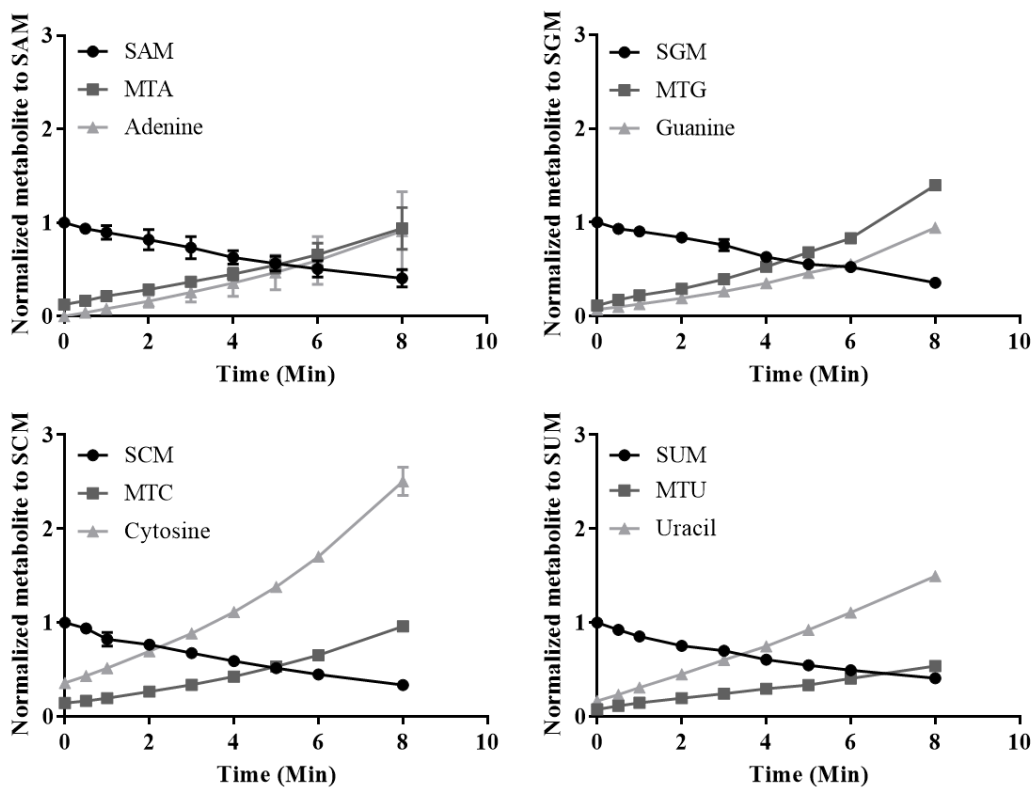 Normalized metabolite to SAM
3
2
1
0
SAM
MTA
Adenine
0 2 4 6 8 10
Time (Min)
Normalized metabolite to SGM
3
2
1
0
SGM
MTG
Guanine
0 2 4 6 8 10
Time (Min)
Normalized metabolite to SCM
3
2
1
0
SCM
MTC
Cytosine
0 2 4 6 8 10
Time (Min)
Normalized metabolite to SUM
3
2
1
0
SUM
MTU
Uracil
0 2 4 6 8 10
Time (Min)